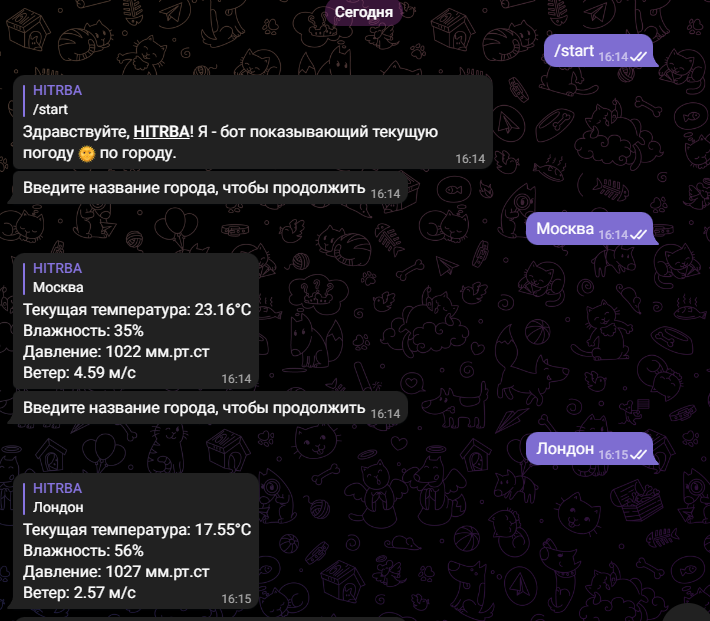 Сегодня
/start 16:14
HITRBA
/start
Здравствуйте, HITRBA! Я - бот показывающий текущую
погоду 🌞 по городу.
16:14
Введите название города, чтобы продолжить 16:14
Москва 16:14
HITRBA
Москва
Текущая температура: 23.16°C
Влажность: 35%
Давление: 1022 мм.рт.ст
Ветер: 4.59 м/с 16:14
Введите название города, чтобы продолжить 16:14
Лондон 16:15
HITRBA
Лондон
Текущая температура: 17.55°C
Влажность: 56%
Давление: 1027 мм.рт.ст
Ветер: 2.57 м/с 16:15